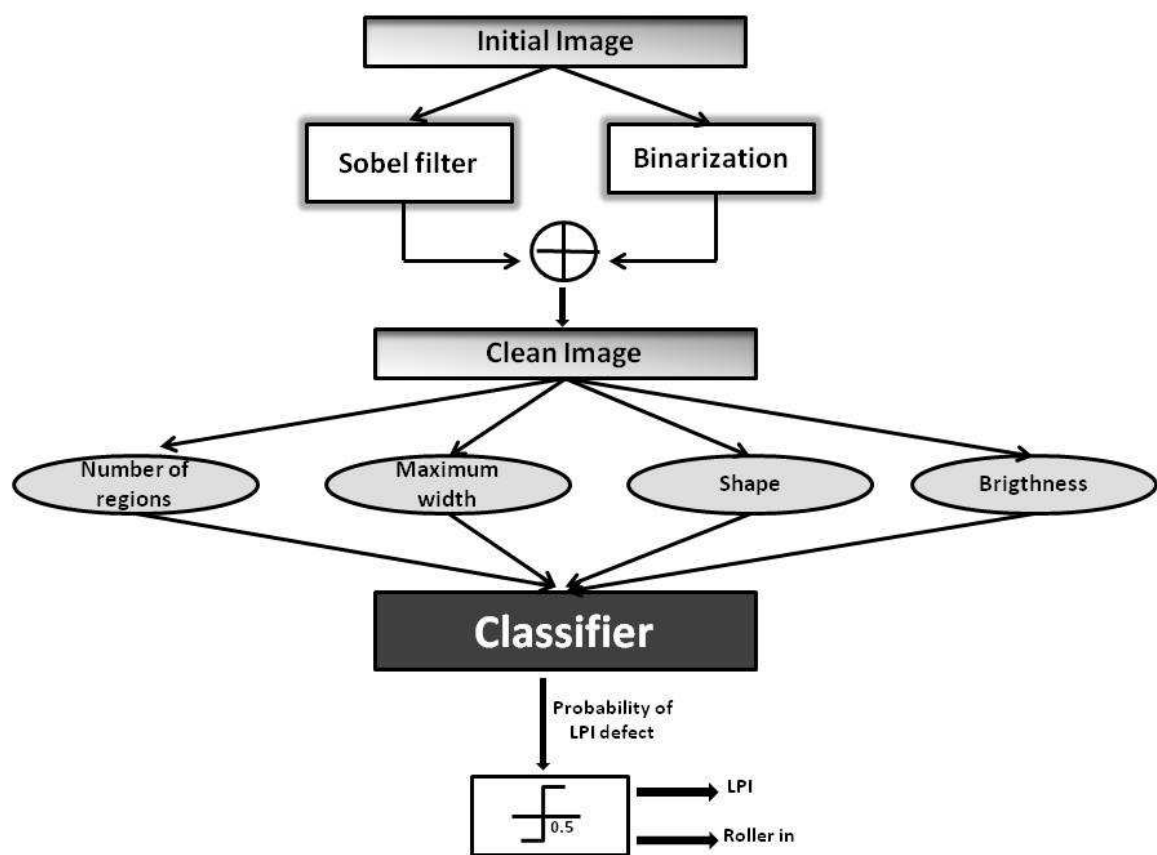 Initial Image
Sobel filter
Binarization
Clean Image
Number of
regions
Maximum
width
Shape
Brigthness
Classifier
Probability of
LPI defect
0.5
LPI
Roller in